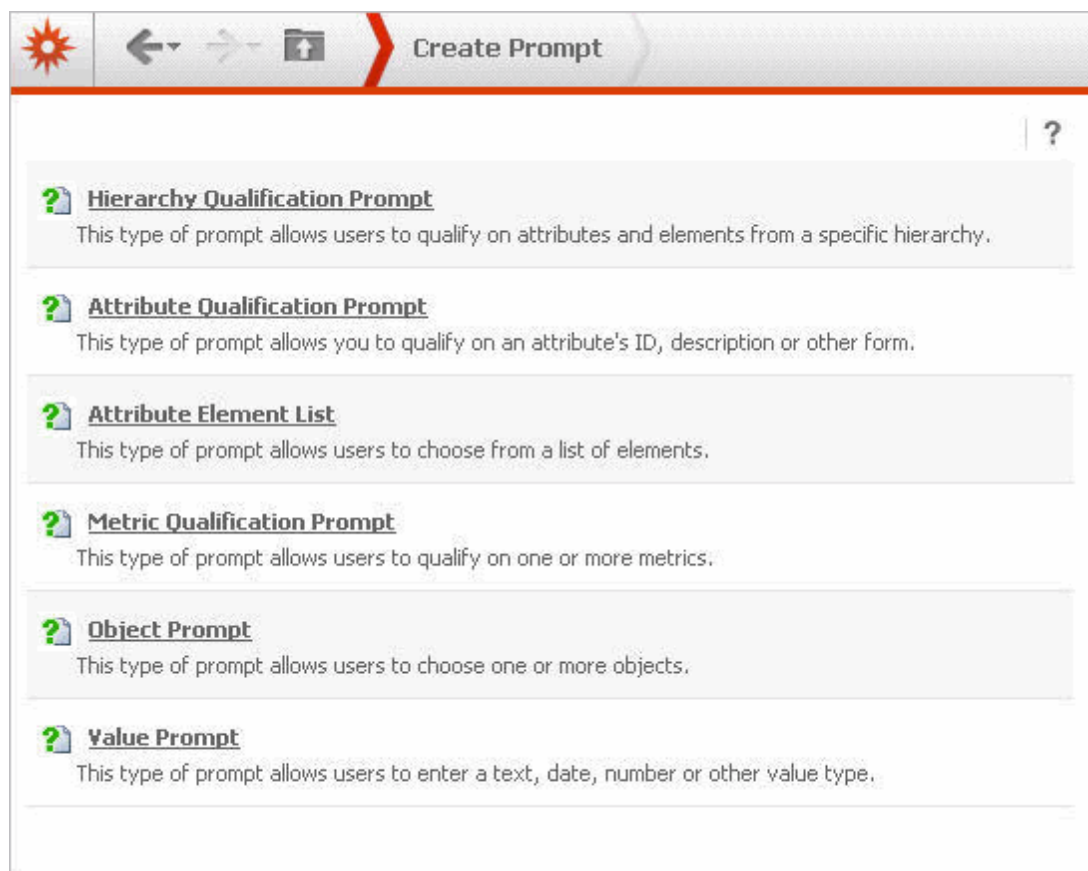 Create Prompt
?
Hierarchy Qualification Prompt
This type of prompt allows users to qualify on attributes and elements from a specific hierarchy.
Attribute Qualification Prompt
This type of prompt allows you to qualify on an attribute's ID, description or other form.
Attribute Element List
This type of prompt allows users to choose from a list of elements.
Metric Qualification Prompt
This type of prompt allows users to qualify on one or more metrics.
Object Prompt
This type of prompt allows users to choose one or more objects.
Value Prompt
This type of prompt allows users to enter a text, date, number or other value type.